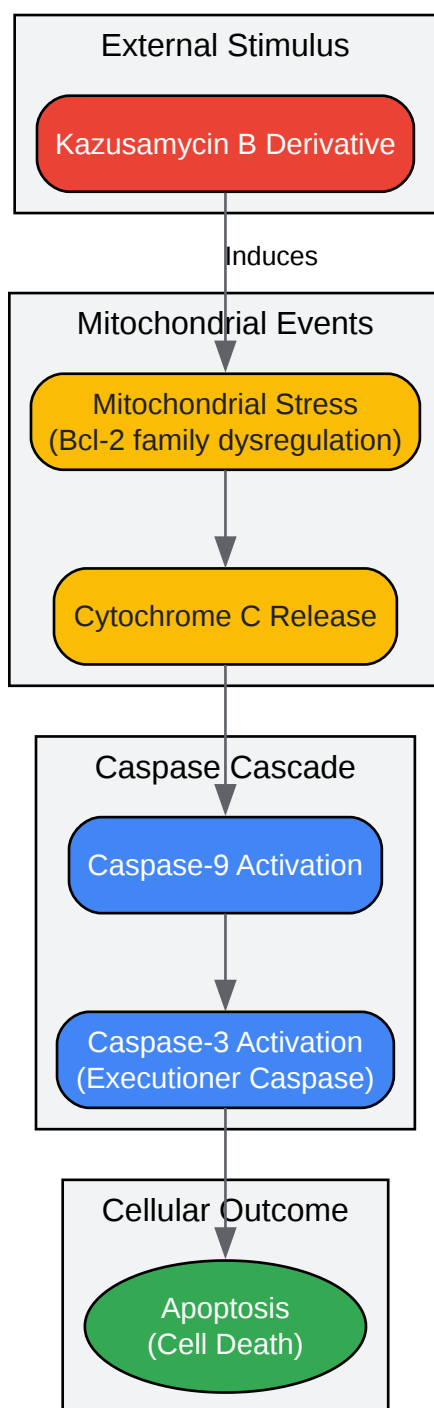 External Stimulus
Kazusamycin B Derivative
Induces
Mitochondrial Events
Mitochondrial Stress
(Bcl-2 family dysregulation)
Cytochrome C Release
Caspase Cascade
Caspase-9 Activation
Caspase-3 Activation
(Executioner Caspase)
Cellular Outcome
Apoptosis
(Cell Death)